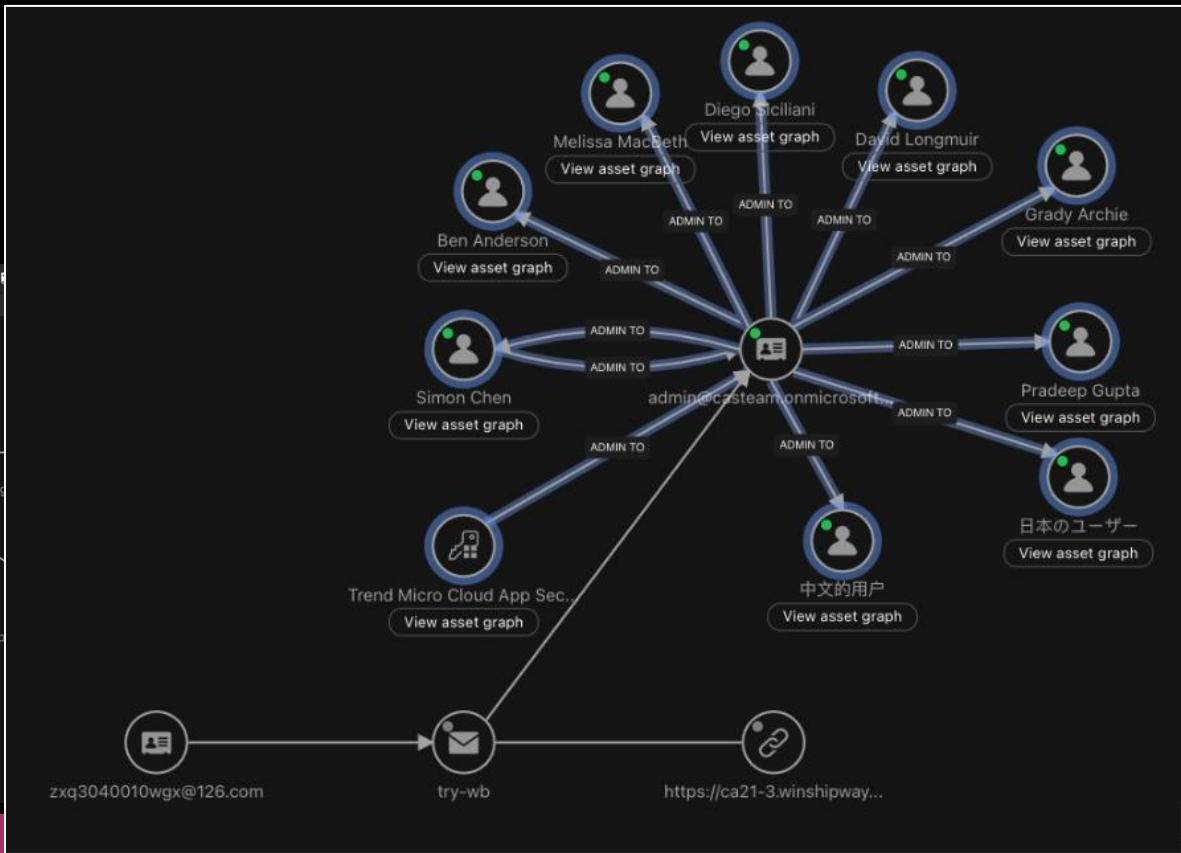 Diego Siciliani
View asset graph
Melissa MacBeth
View asset graph
David Longmuir
View asset graph
Grady Archie
View asset graph
Ben Anderson
View asset graph
ADMIN TO
ADMIN TO
ADMIN TO
ADMIN TO
ADMIN TO
ADMIN TO
ADMIN TO
ADMIN TO
Simon Chen
View asset graph
admin@casteam.onmicrosoft...
Pradeep Gupta
View asset graph
ADMIN TO
ADMIN TO
ADMIN TO
日本のユーザー
View asset graph
Trend Micro Cloud App Sec...
View asset graph
中文的用户
View asset graph
zxq3040010wgx@126.com
try-wb
https://ca21-3.winshipway...